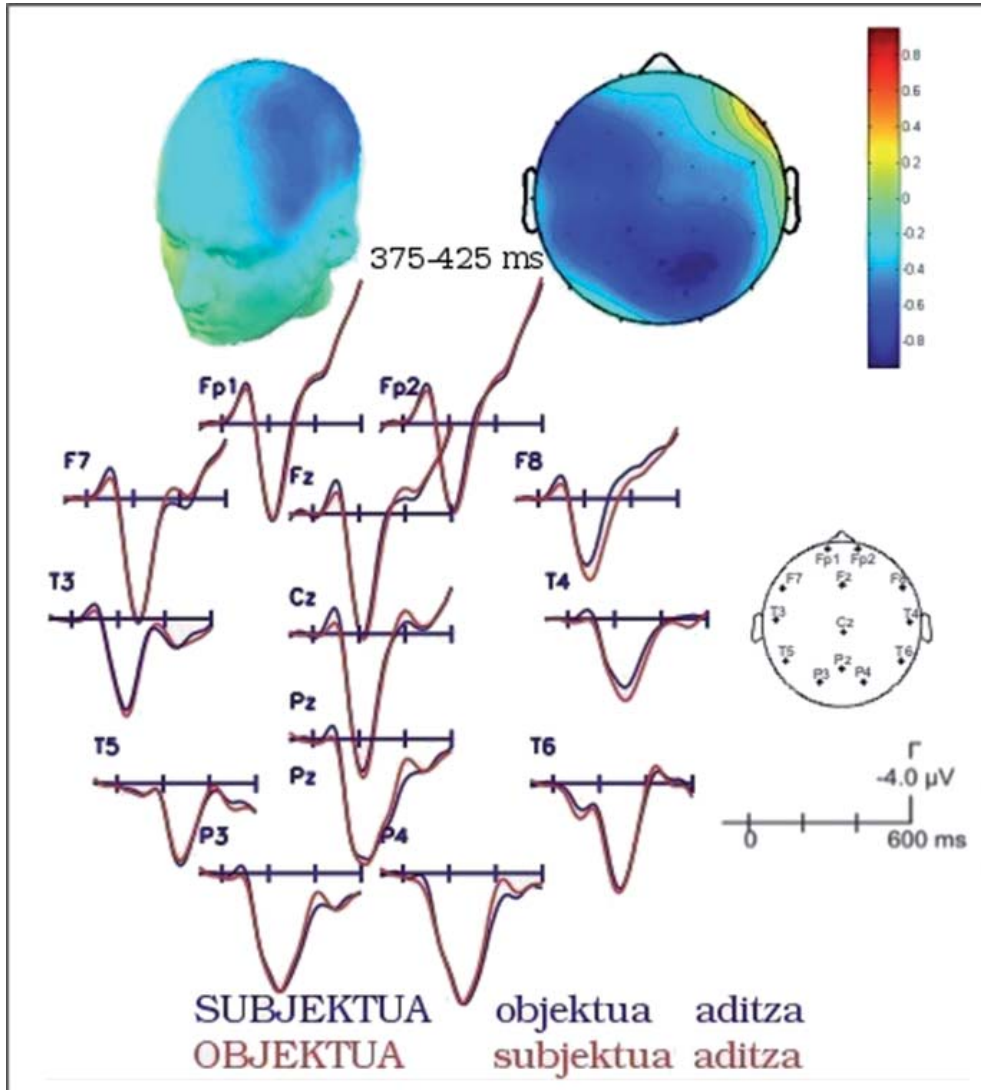 0.8
0.6
0.4
0.2
0
-0.2
-0.4
-0.6
-0.8
375-425 ms
Fp1 Fp2
F7 Fz F8
T3 Cz T4
Pz
T5 Pz T6
P3 P4
Fp1 Fp2
F7 Fz F8
T3 Cz T4
T5 Pz T6
P3 P4
-4.0 µV
0 600 ms
SUBJEKTUA objektua aditza
OBJEKTUA subjektua aditza